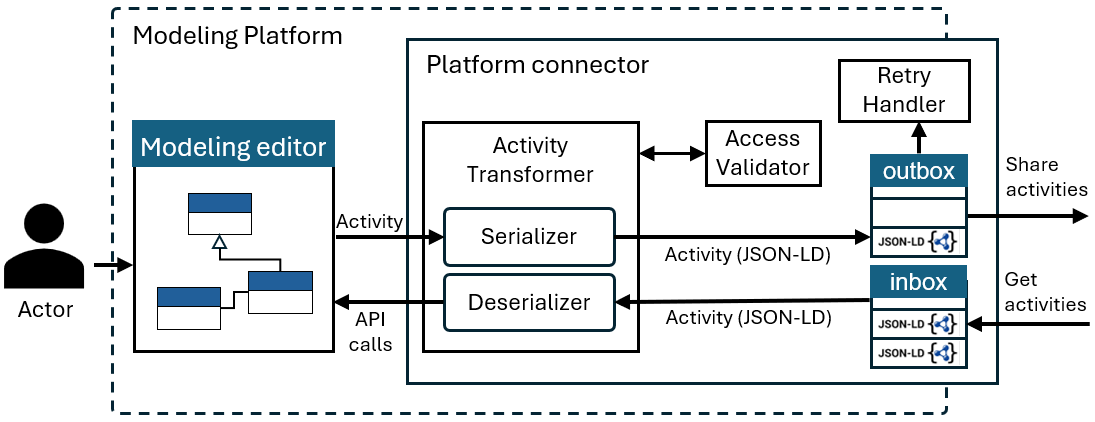 Modeling Platform
Platform connector
Retry
Handler
Modeling editor
Activity
Transformer
Access
Validator
outbox
Share
activities
Activity
Serializer
Activity (JSON-LD)
JSON-LD
Actor
API
calls
Deserializer
Activity (JSON-LD)
inbox
Get
activities
JSON-LD
JSON-LD